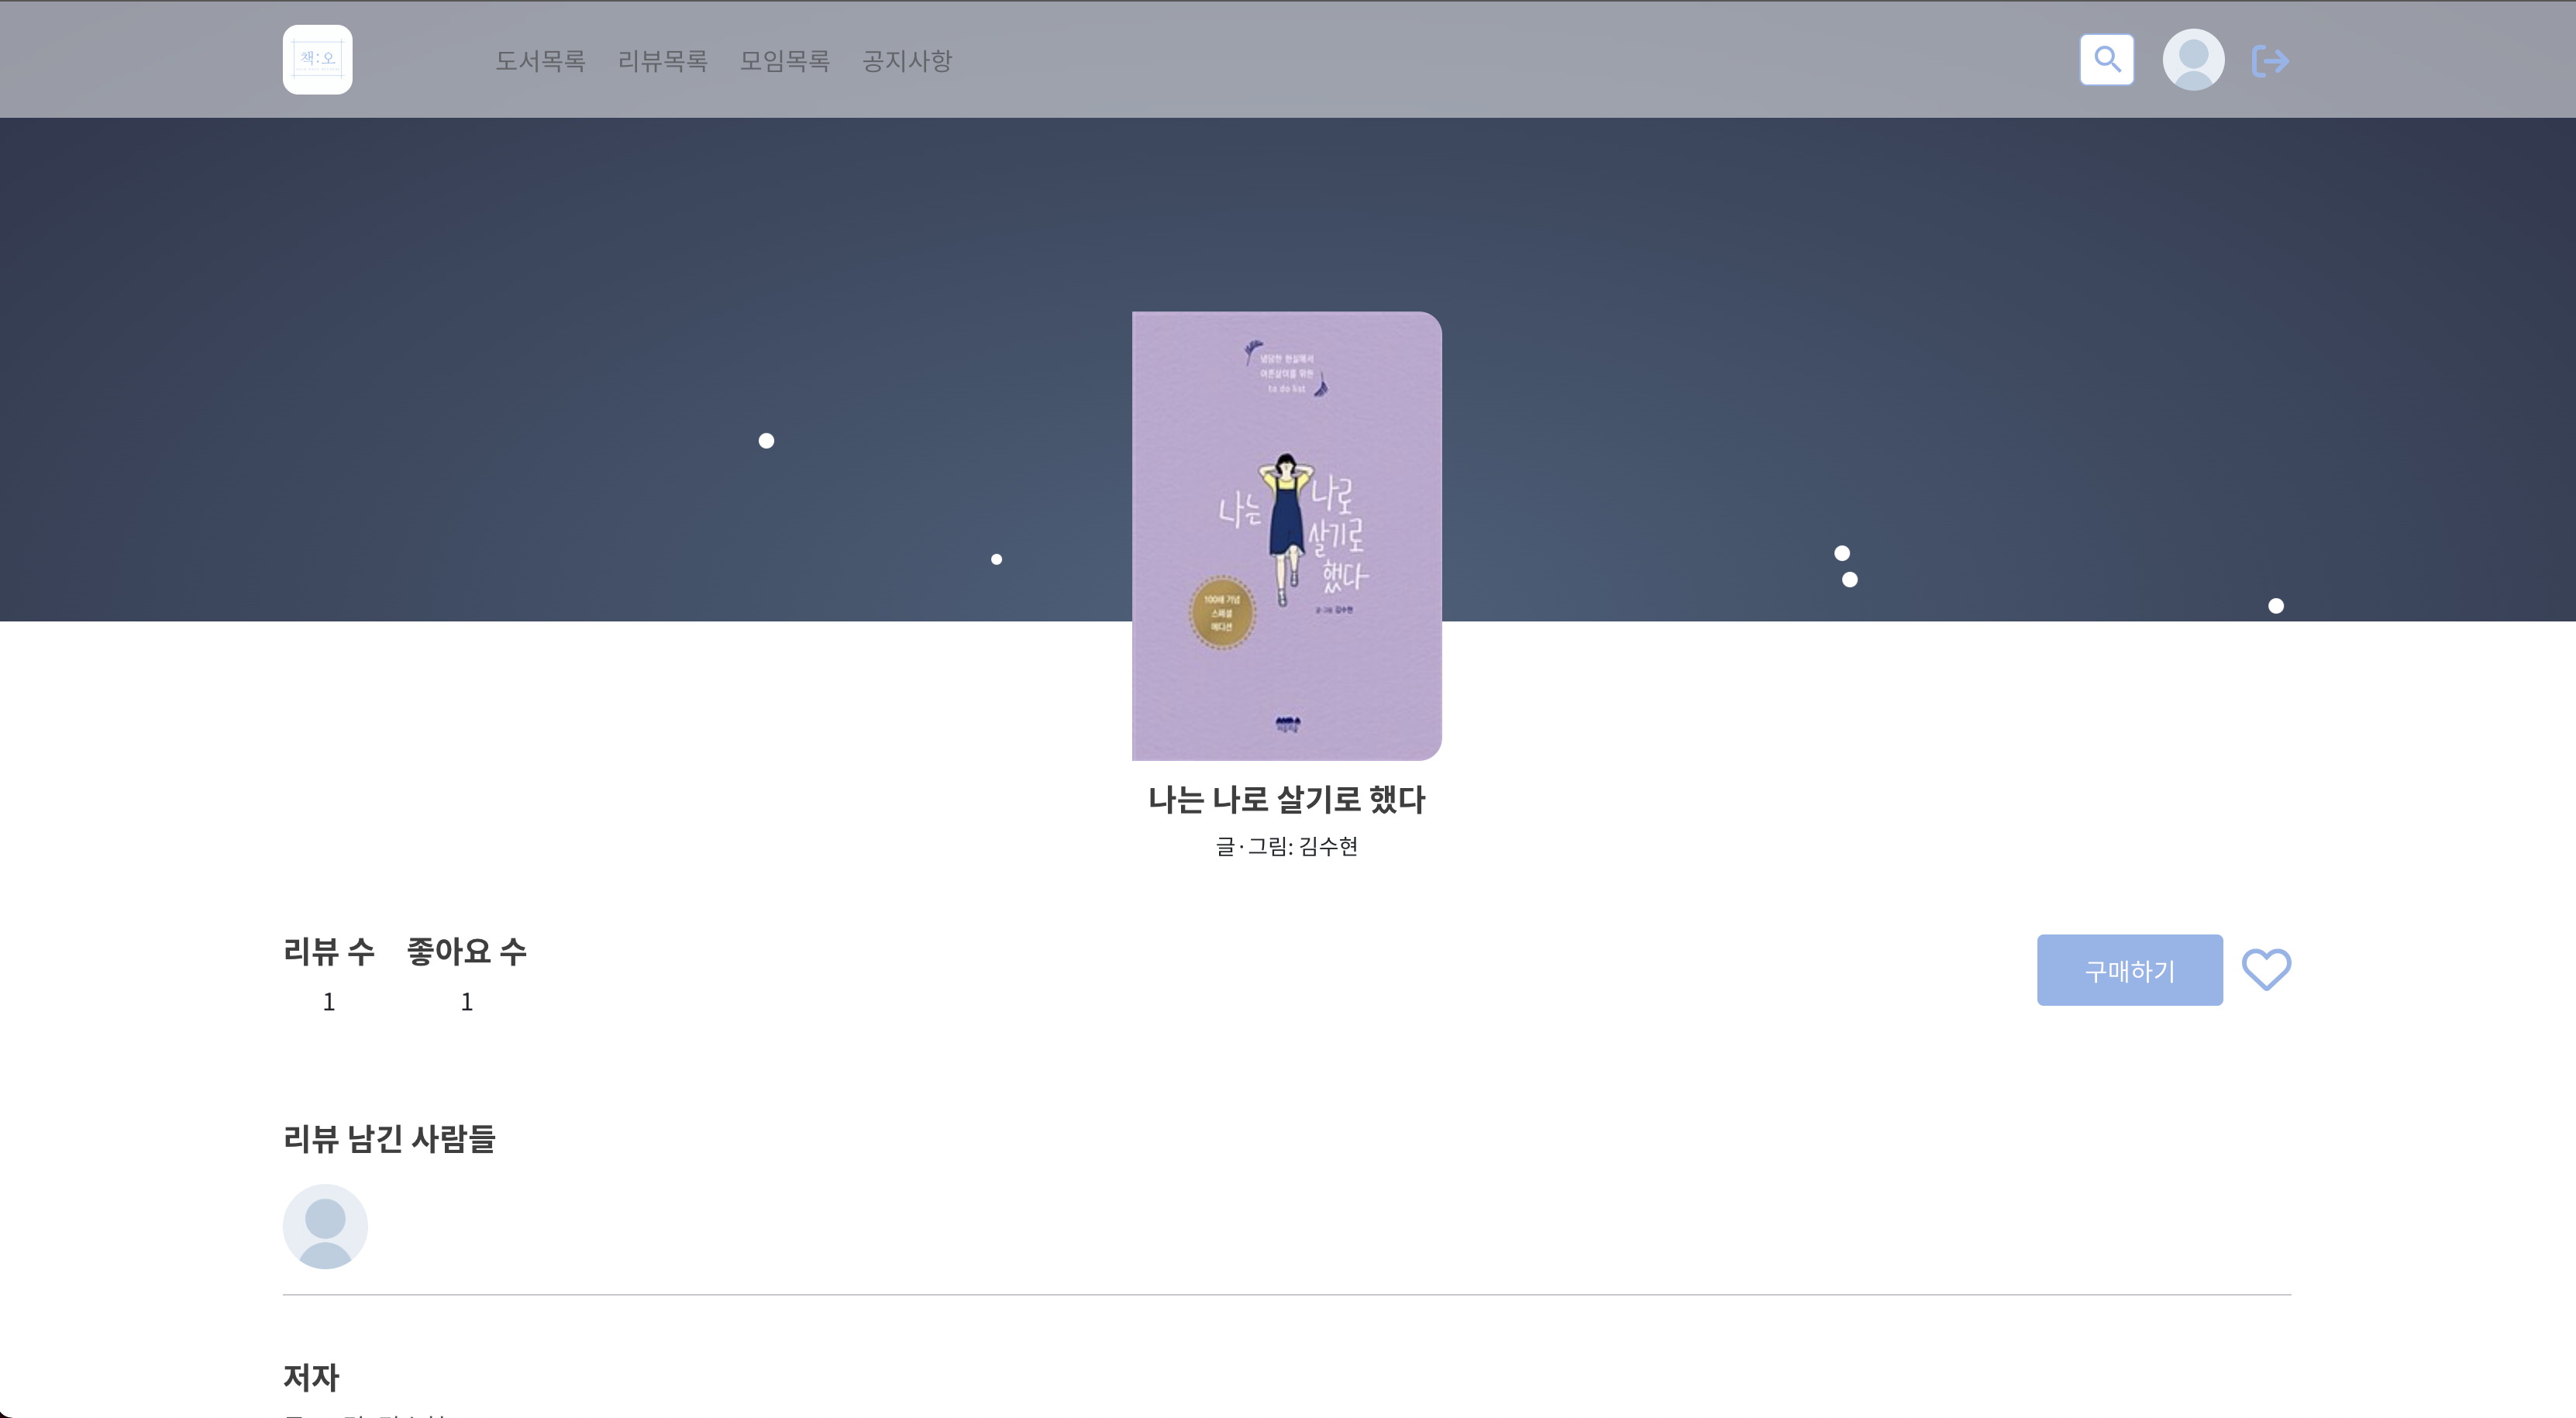 책:오
도서목록 리뷰목록 모임목록 공지사항
냉담한 현실에서
어른살이를 위한
to do list
나는 나로
살기로
했다
글·그림 김수현
100쇄 기념
스페셜
에디션
마음의숲
나는 나로 살기로 했다
글·그림: 김수현
리뷰 수 좋아요 수
1 1
구매하기
리뷰 남긴 사람들
저자